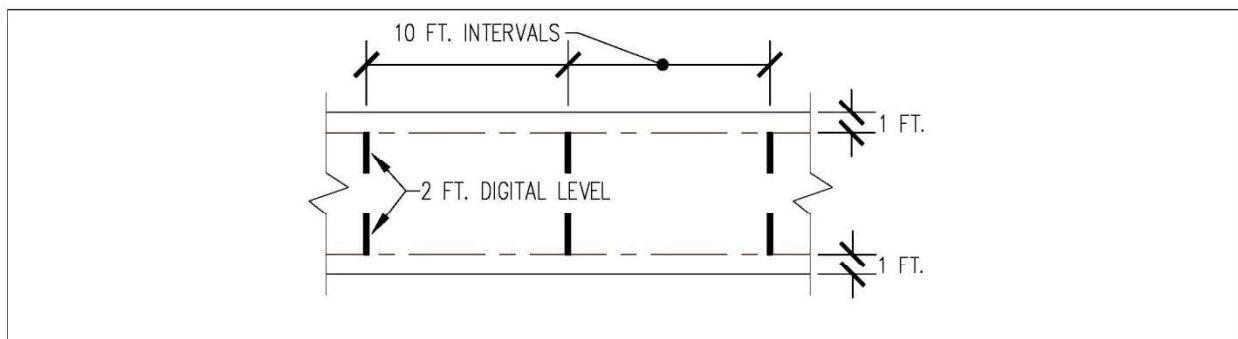 10 FT. INTERVALS
1 FT.
2 FT. DIGITAL LEVEL
1 FT.